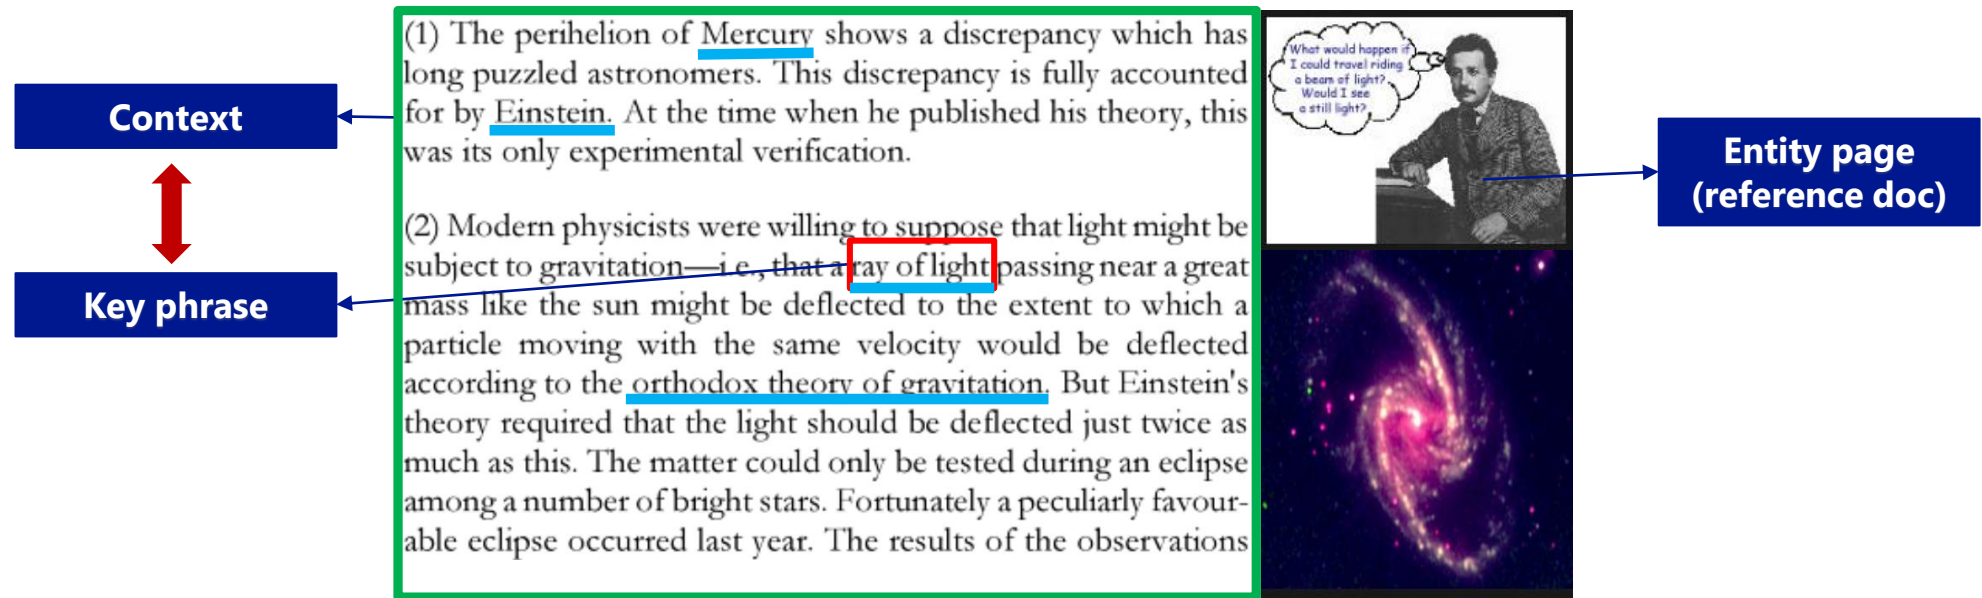 Context
Key phrase
(1) The perihelion of Mercury shows a discrepancy which has
long puzzled astronomers. This discrepancy is fully accounted
for by Einstein. At the time when he published his theory, this
was its only experimental verification.
(2) Modern physicists were willing to suppose that light might be
subject to gravitation—i.e., that a ray of light passing near a great
mass like the sun might be deflected to the extent to which a
particle moving with the same velocity would be deflected
according to the orthodox theory of gravitation. But Einstein's
theory required that the light should be deflected just twice as
much as this. The matter could only be tested during an eclipse
among a number of bright stars. Fortunately a peculiarly favour-
able eclipse occurred last year. The results of the observations
What would happen if
I could travel riding
a beam of light?
Would I see
a still light?
Entity page
(reference doc)